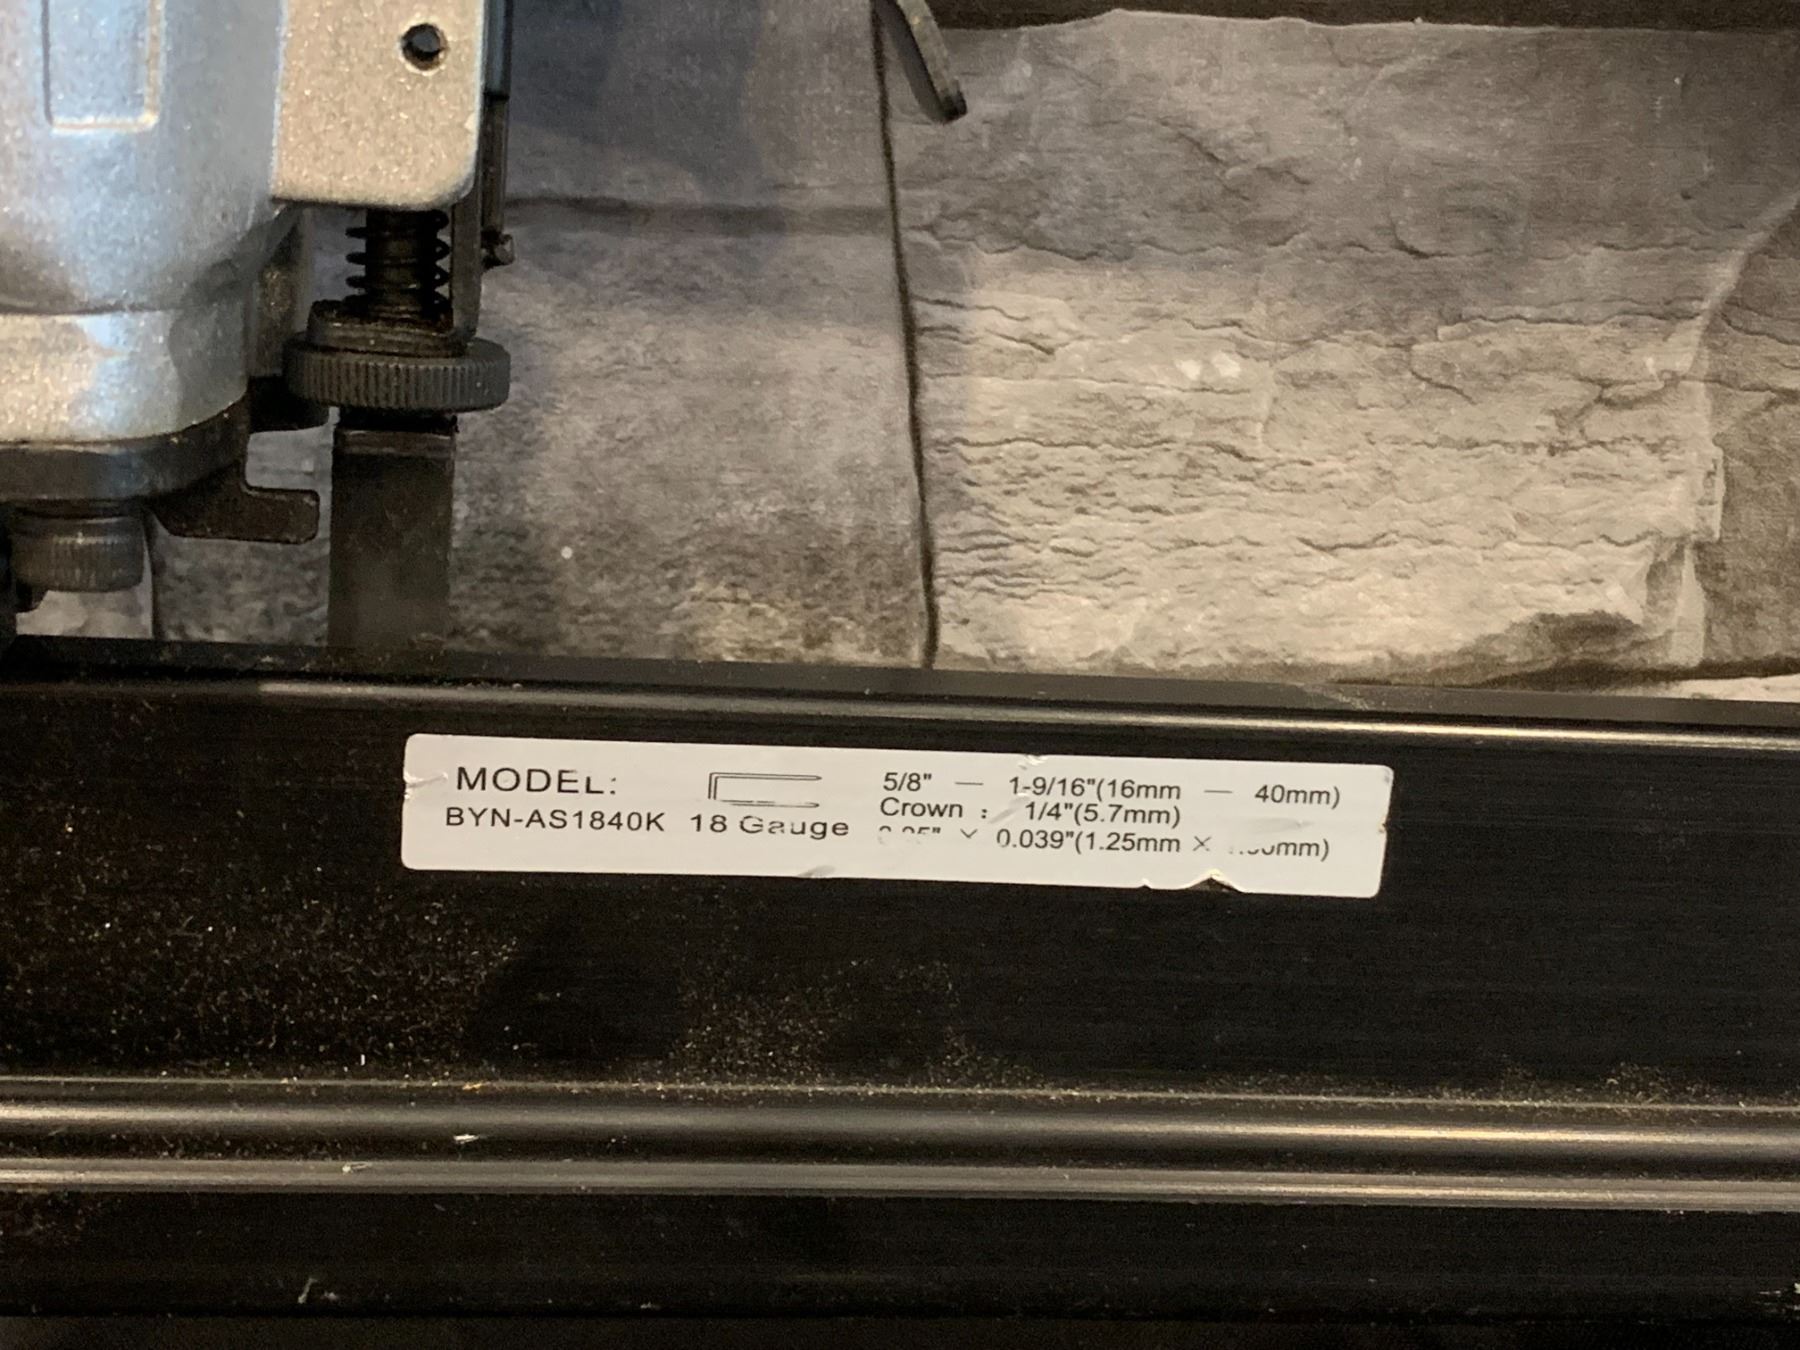 MODEL:
BYN-AS1840K 18 Gauge
5/8" — 1-9/16"(16mm — 40mm)
Crown : 1/4"(5.7mm)
× 0.039"(1.25mm ×